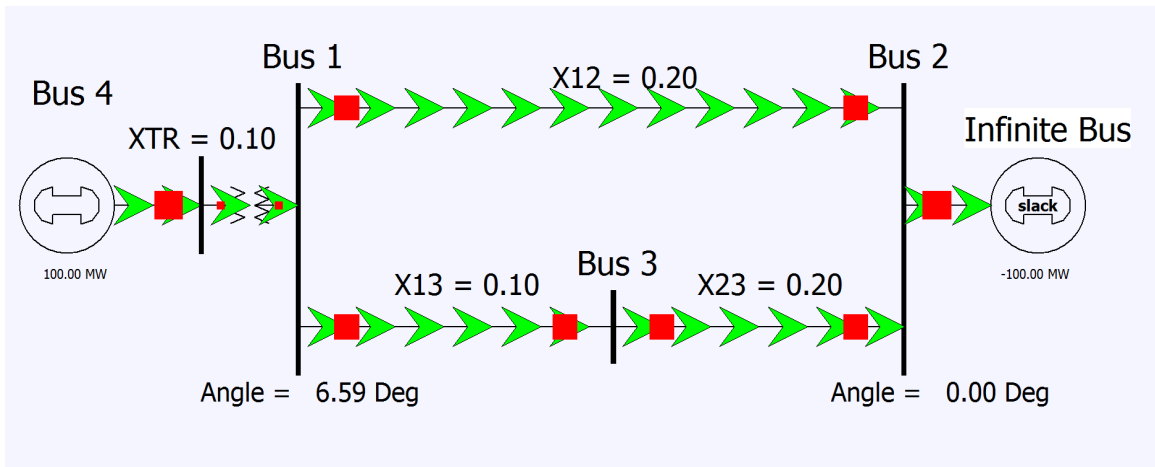 Bus 1
Bus 2
Bus 4
X12 = 0.20
Infinite Bus
XTR = 0.10
slack
100.00 MW
-100.00 MW
Bus 3
X13 = 0.10
X23 = 0.20
Angle = 6.59 Deg
Angle = 0.00 Deg